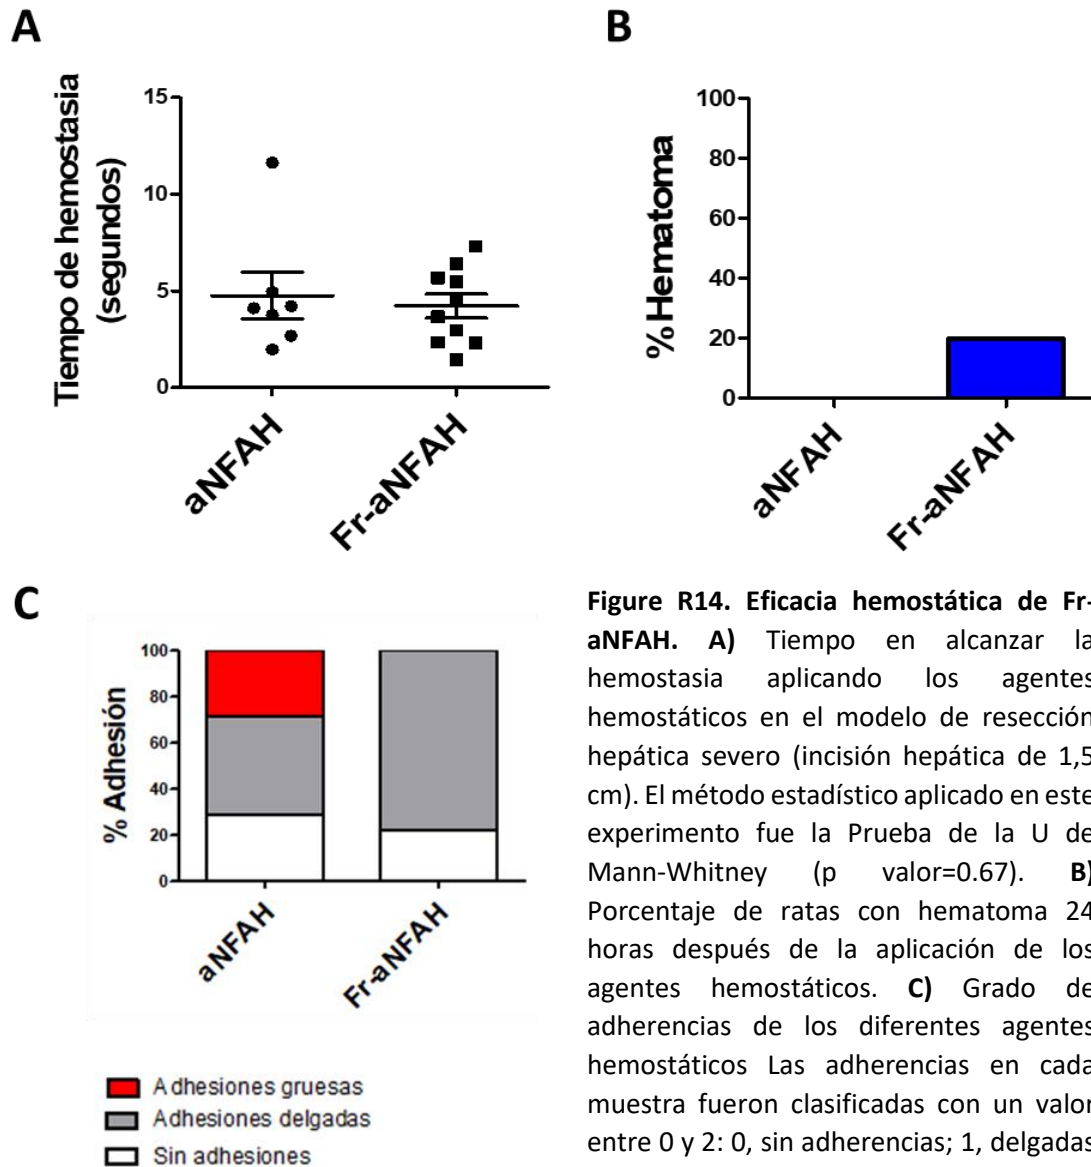 A
Tiempo de hemostasia
(segundos)
15
10
5
0
aNFAH
Fr-aNFAH
B
% Hematoma
100
80
60
40
20
0
aNFAH
Fr-aNFAH
C
% Adhesión
100
80
60
40
20
0
aNFAH
Fr-aNFAH
Adhesiones gruesas
Adhesiones delgadas
Sin adhesiones
Figure R14. Eficacia hemostática de Fr-
aNFAH. A) Tiempo en alcanzar la
hemostasia aplicando los agentes
hemostáticos en el modelo de resección
hepática severo (incisión hepática de 1,5
cm). El método estadístico aplicado en este
experimento fue la Prueba de la U de
Mann-Whitney (p valor=0.67). B)
Porcentaje de ratas con hematoma 24
horas después de la aplicación de los
agentes hemostáticos. C) Grado de
adherencias de los diferentes agentes
hemostáticos Las adherencias en cada
muestra fueron clasificadas con un valor
entre 0 y 2: 0, sin adherencias; 1, delgadas